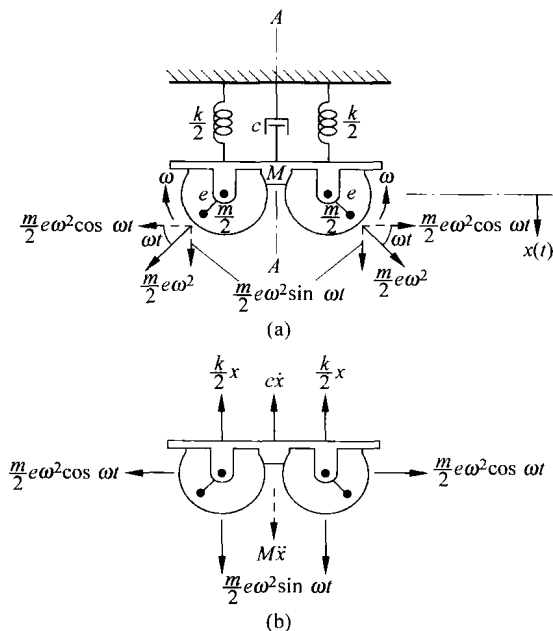 A
k/2
c
k/2
ω
e
M
e
ω
m/2
m/2
m/2 eω² cos ωt
ωt
ωt
m/2 eω² cos ωt
x(t)
m/2 eω²
A
m/2 eω²
m/2 eω² sin ωt
(a)
k/2 x
cẋ
k/2 x
m/2 eω² cos ωt
m/2 eω² cos ωt
Mẍ
m/2 eω² sin ωt
(b)